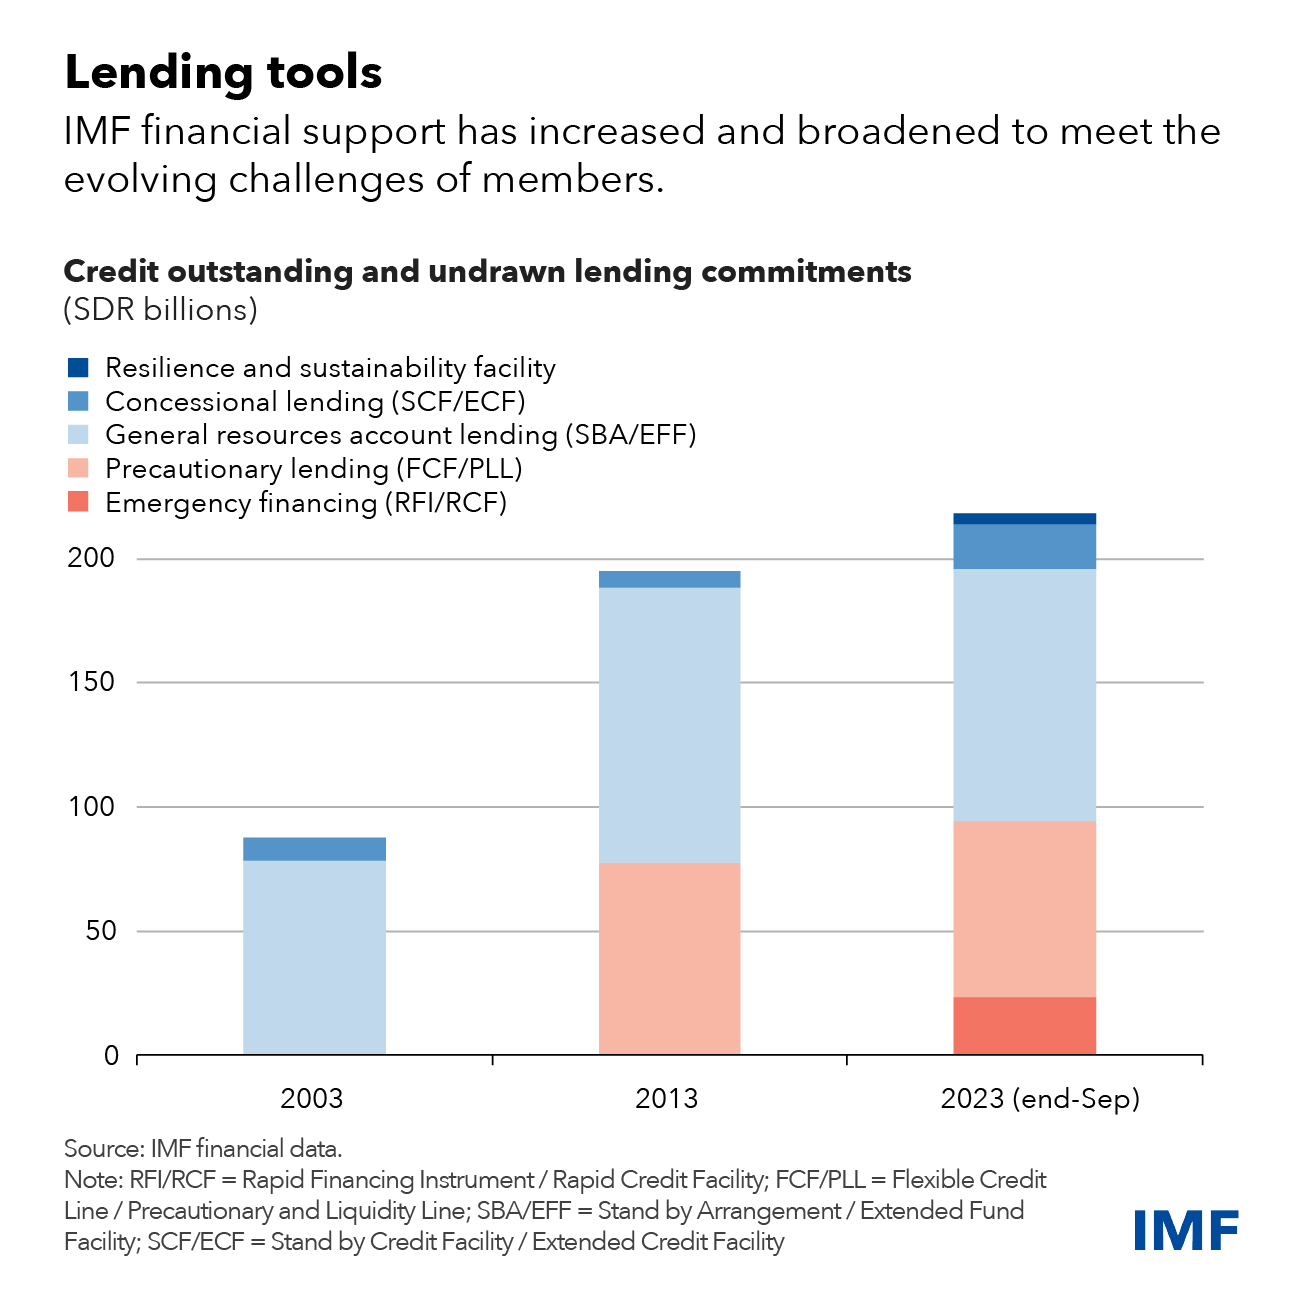 Lending tools
IMF financial support has increased and broadened to meet the
evolving challenges of members.
Credit outstanding and undrawn lending commitments
(SDR billions)
Resilience and sustainability facility
Concessional lending (SCF/ECF)
General resources account lending (SBA/EFF)
Precautionary lending (FCF/PLL)
Emergency financing (RFI/RCF)
200
150
100
50
0
2003
2013
2023 (end-Sep)
Source: IMF financial data.
Note: RFI/RCF = Rapid Financing Instrument / Rapid Credit Facility; FCF/PLL = Flexible Credit
Line / Precautionary and Liquidity Line; SBA/EFF = Stand by Arrangement / Extended Fund
Facility; SCF/ECF = Stand by Credit Facility / Extended Credit Facility
IMF